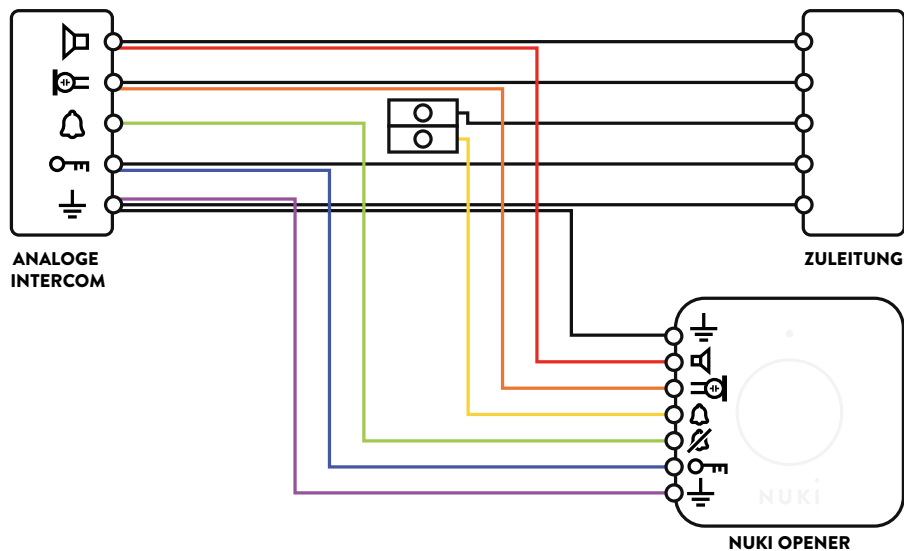 ANALOGE
INTERCOM
ZULEITUNG
NUKI
NUKI OPENER